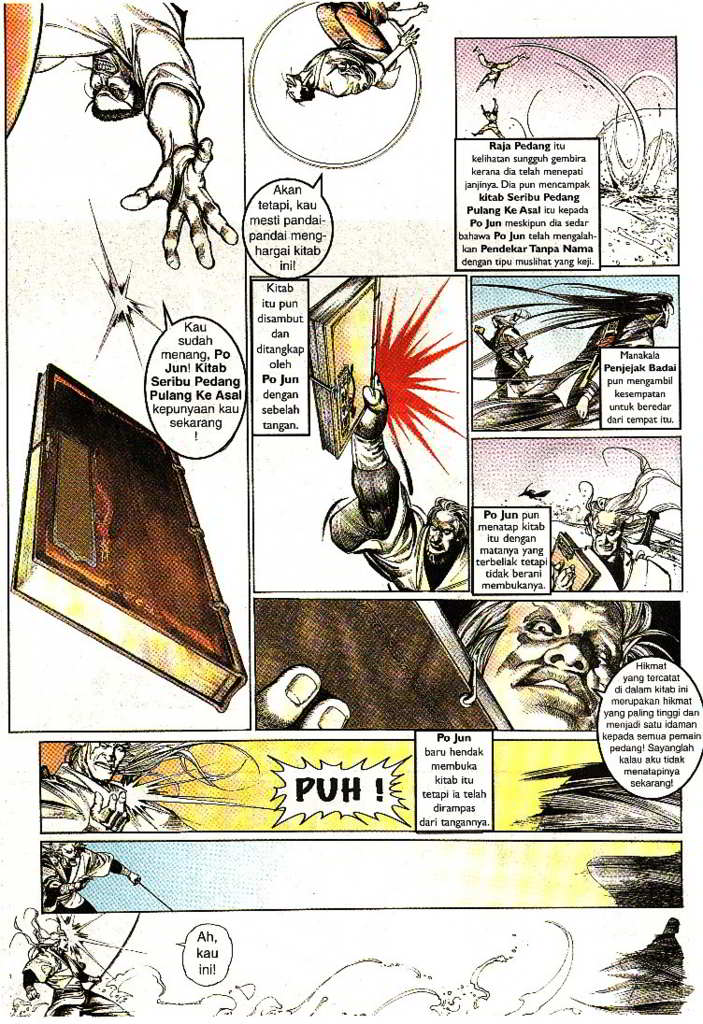 Kau
sudah
menang, Po
Jun! Kitab
Seribu Pedang
Pulang Ke Asal
kepunyaan kau
sekarang
!
Akan
tetapi, kau
mesti pandai-
pandai meng-
hargai kitab
ini!
Raja Pedang itu
kelihatan sungguh gembira
kerana dia telah menepati
janjinya. Dia pun mencampak
kitab Seribu Pedang
Pulang Ke Asal itu kepada
Po Jun meskipun dia sedar
bahawa Po Jun telah mengalah-
kan Pendekar Tanpa Nama
dengan tipu muslihat yang keji.
Kitab
itu pun
disambut
dan
ditangkap
oleh
Po Jun
dengan
sebelah
tangan.
Manakala
Penjejak Badai
pun mengambil
kesempatan
untuk beredar
dari tempat itu.
Po Jun pun
menatap kitab
itu dengan
matanya yang
terbeliak tetapi
tidak berani
membukanya.
Hikmat
yang tercatat
di dalam kitab ini
merupakan hikmat
yang paling tinggi dan
menjadi satu idaman
kepada semua pemain
pedang! Sayanglah
kalau aku tidak
menatapinya
sekarang!
PUH !
Po Jun
baru hendak
membuka
kitab itu
tetapi ia telah
dirampas
dari tangannya.
Ah,
kau
ini!